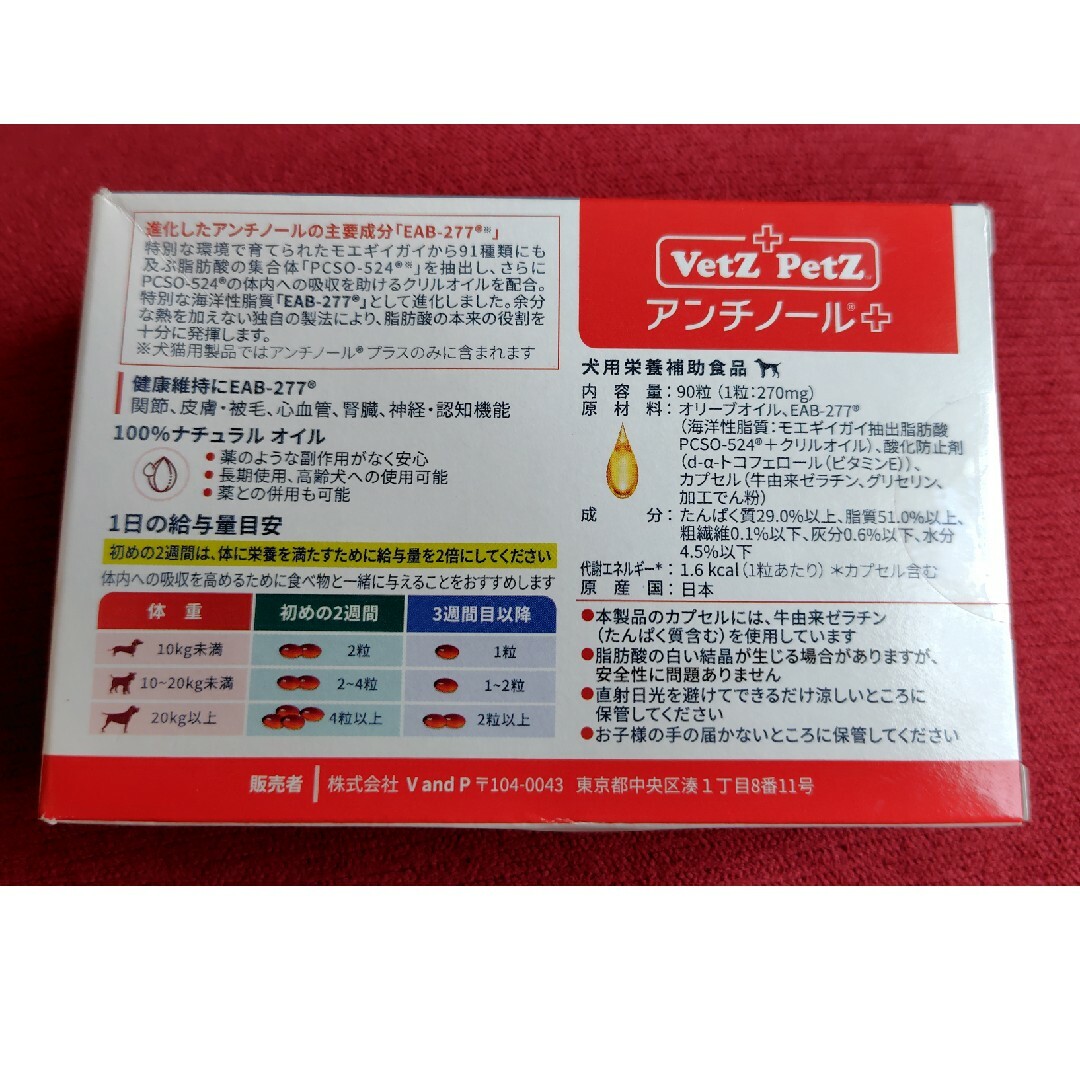 進化したアンチノールの主要成分「EAB-277®※」
特別な環境で育てられたモエギイガイから91種類にも
及ぶ脂肪酸の集合体「PCSO-524®※」を抽出し、さらに
PCSO-524®の体内への吸収を助けるクリルオイルを配合。
特別な海洋性脂質「EAB-277®」として進化しました。余分
な熱を加えない独自の製法により、脂肪酸の本来の役割を
十分に発揮します。
※犬猫用製品ではアンチノール®プラスのみに含まれます
健康維持にEAB-277®
関節、皮膚・被毛、心血管、腎臓、神経・認知機能
100%ナチュラル オイル
●薬のような副作用がなく安心
●長期使用、高齢犬への使用可能
●薬との併用も可能
1日の給与量目安
初めの2週間は、体に栄養を満たすために給与量を2倍にしてください
体内への吸収を高めるために食べ物と一緒に与えることをおすすめします
体重 初めの2週間 3週間目以降
10kg未満 2粒 1粒
10~20kg未満 2~4粒 1~2粒
20kg以上 4粒以上 2粒以上
VetZ PetZ™
アンチノール®+
犬用栄養補助食品
内容量:90粒(1粒:270mg)
原材料:オリーブオイル、EAB-277®
(海洋性脂質:モエギイガイ抽出脂肪酸
PCSO-524®+クリルオイル)、酸化防止剤
(d-α-トコフェロール(ビタミンE))、
カプセル(牛由来ゼラチン、グリセリン、
加工でん粉)
成分:たんぱく質29.0%以上、脂質51.0%以上、
粗繊維0.1%以下、灰分0.6%以下、水分
4.5%以下
代謝エネルギー*:1.6 kcal(1粒あたり)*カプセル含む
原産国:日本
●本製品のカプセルには、牛由来ゼラチン
(たんぱく質含む)を使用しています
●脂肪酸の白い結晶が生じる場合がありますが、
安全性に問題ありません
●直射日光を避けてできるだけ涼しいところに
保管してください
●お子様の手の届かないところに保管してください
販売者 株式会社 V and P 〒104-0043 東京都中央区湊1丁目8番11号